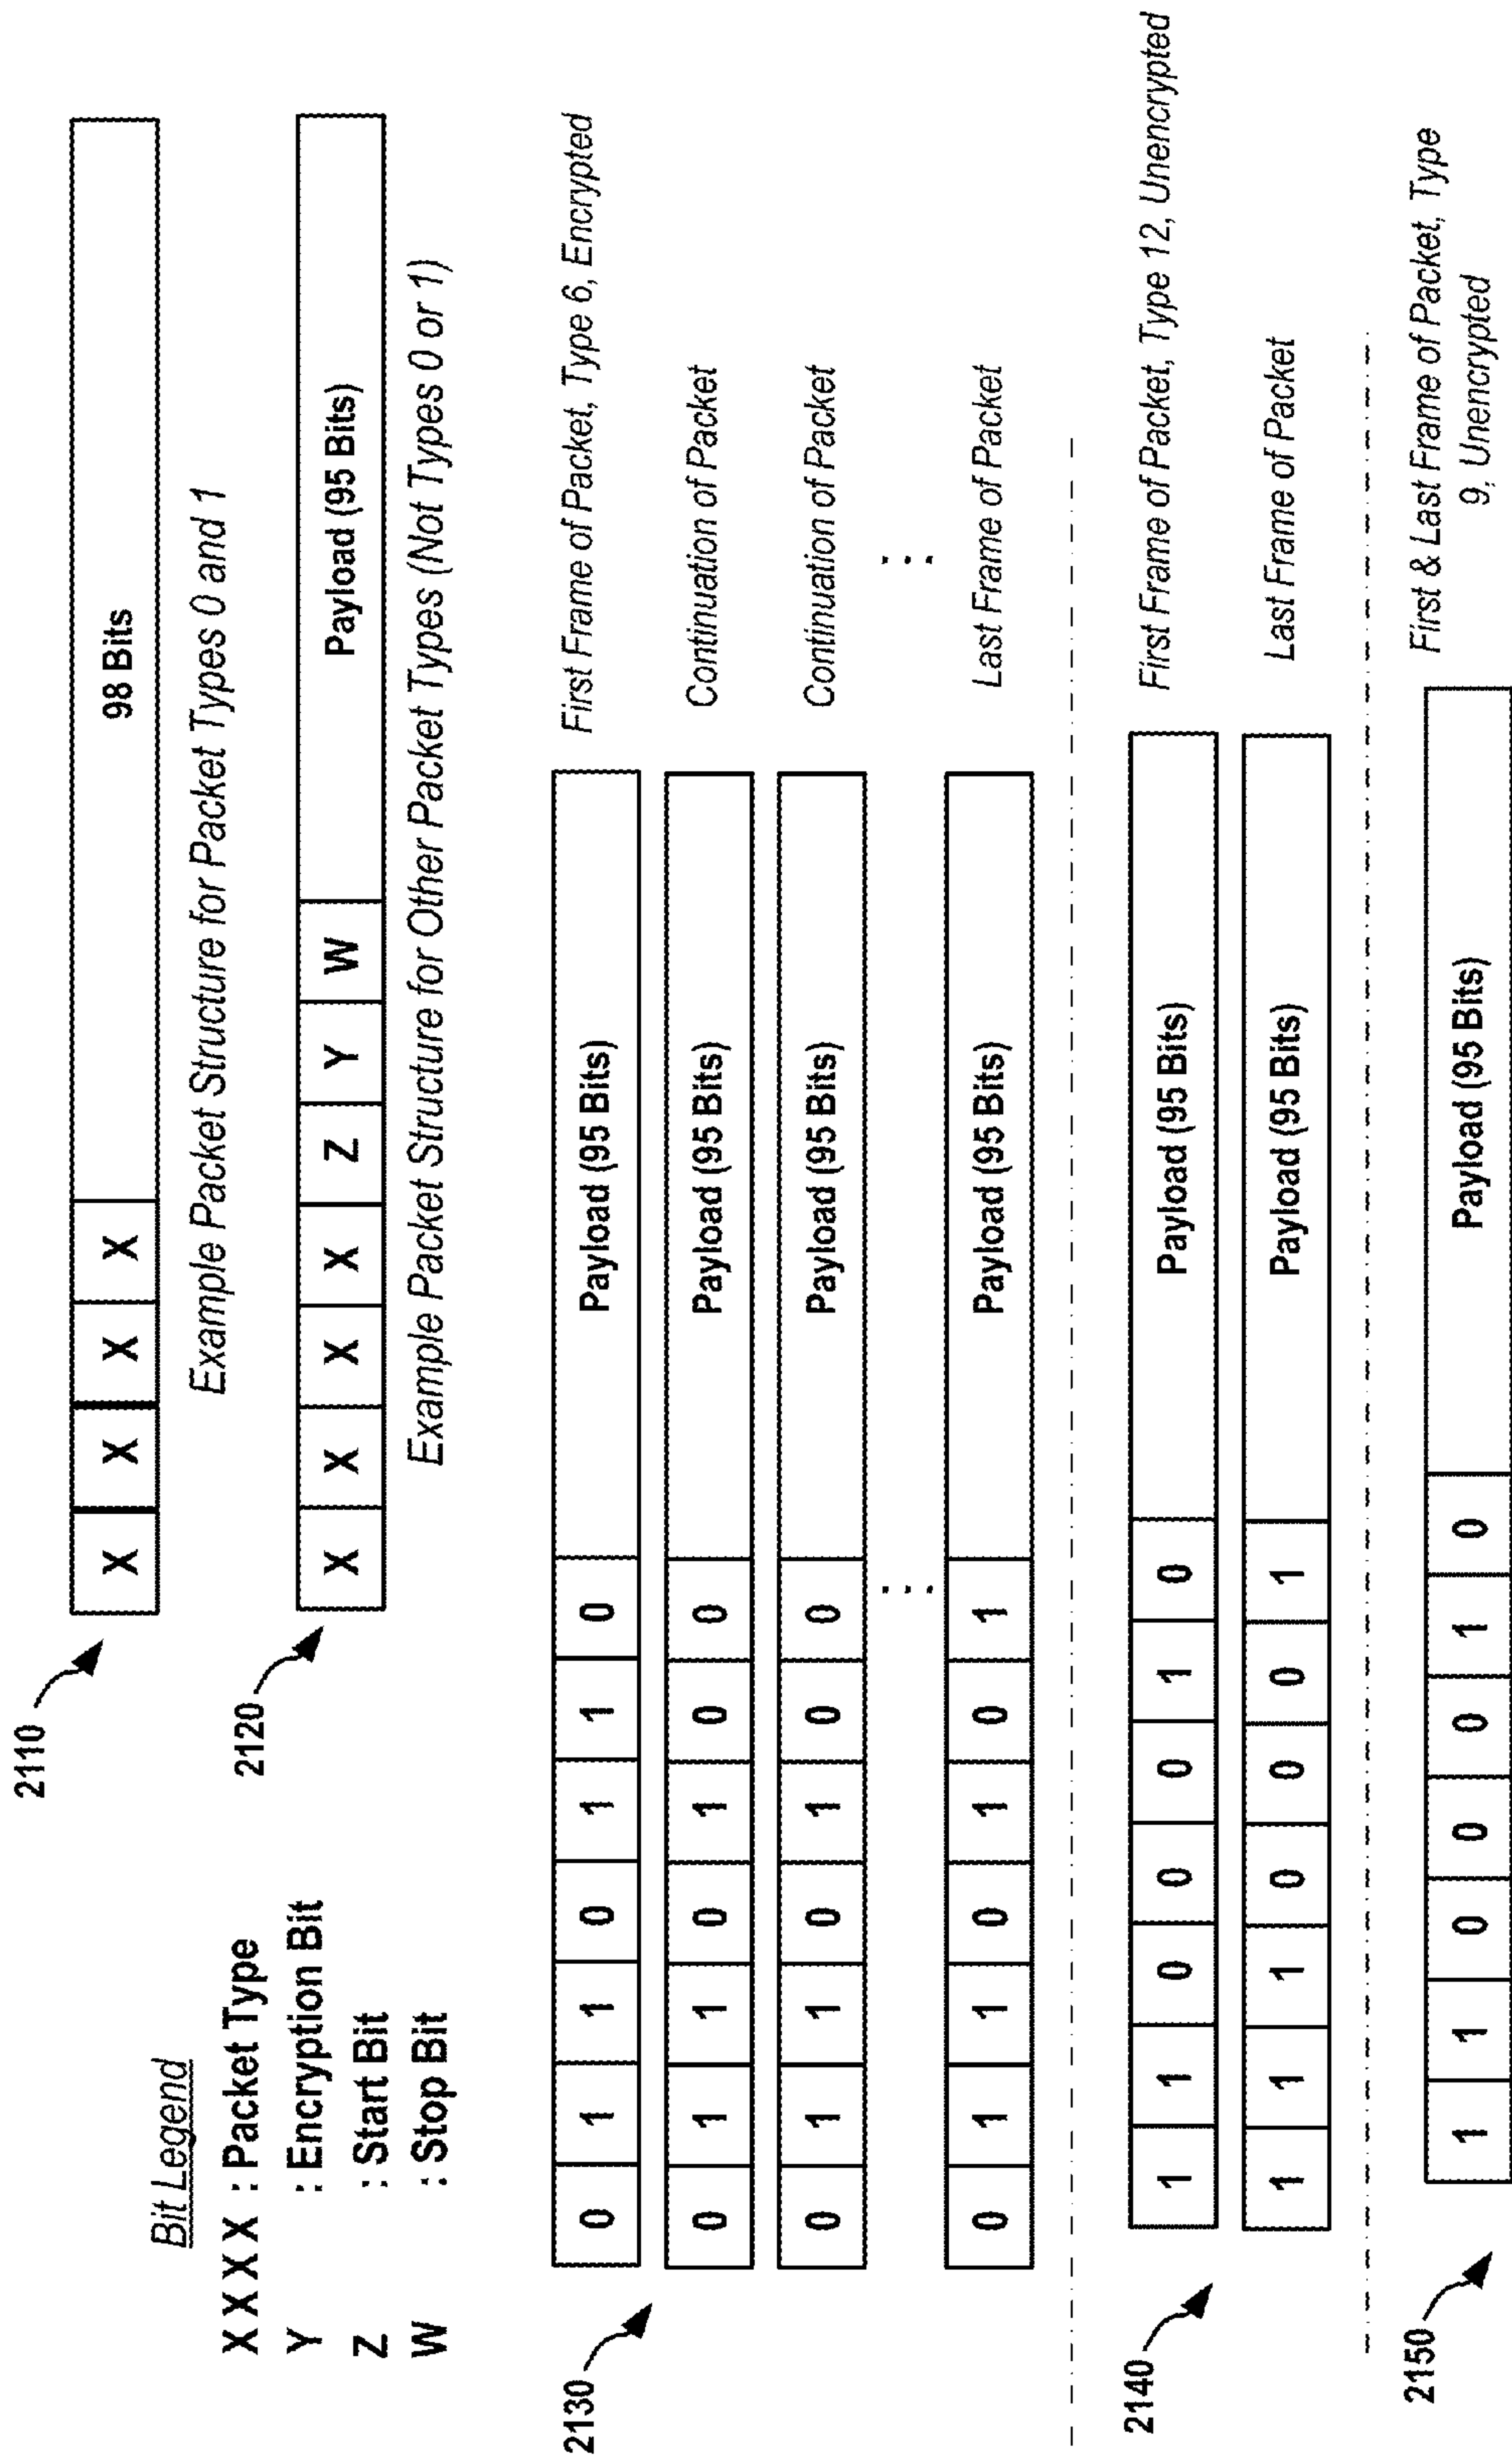 2110
X X X X 98 Bits
Example Packet Structure for Packet Types 0 and 1
Bit Legend
X X X X : Packet Type
Y : Encryption Bit
Z : Start Bit
W : Stop Bit
2120
X X X X Z Y W Payload (95 Bits)
Example Packet Structure for Other Packet Types (Not Types 0 or 1)
2130
0 1 1 0 1 1 0 Payload (95 Bits) First Frame of Packet, Type 6, Encrypted
0 1 1 0 1 0 0 Payload (95 Bits) Continuation of Packet
0 1 1 0 1 0 0 Payload (95 Bits) Continuation of Packet
0 1 1 0 1 0 1 Payload (95 Bits) Last Frame of Packet
2140
1 1 0 0 0 1 0 Payload (95 Bits) First Frame of Packet, Type 12, Unencrypted
1 1 1 0 0 0 1 Payload (95 Bits) Last Frame of Packet
2150
1 1 0 0 0 1 0 Payload (95 Bits) First & Last Frame of Packet, Type
9, Unencrypted